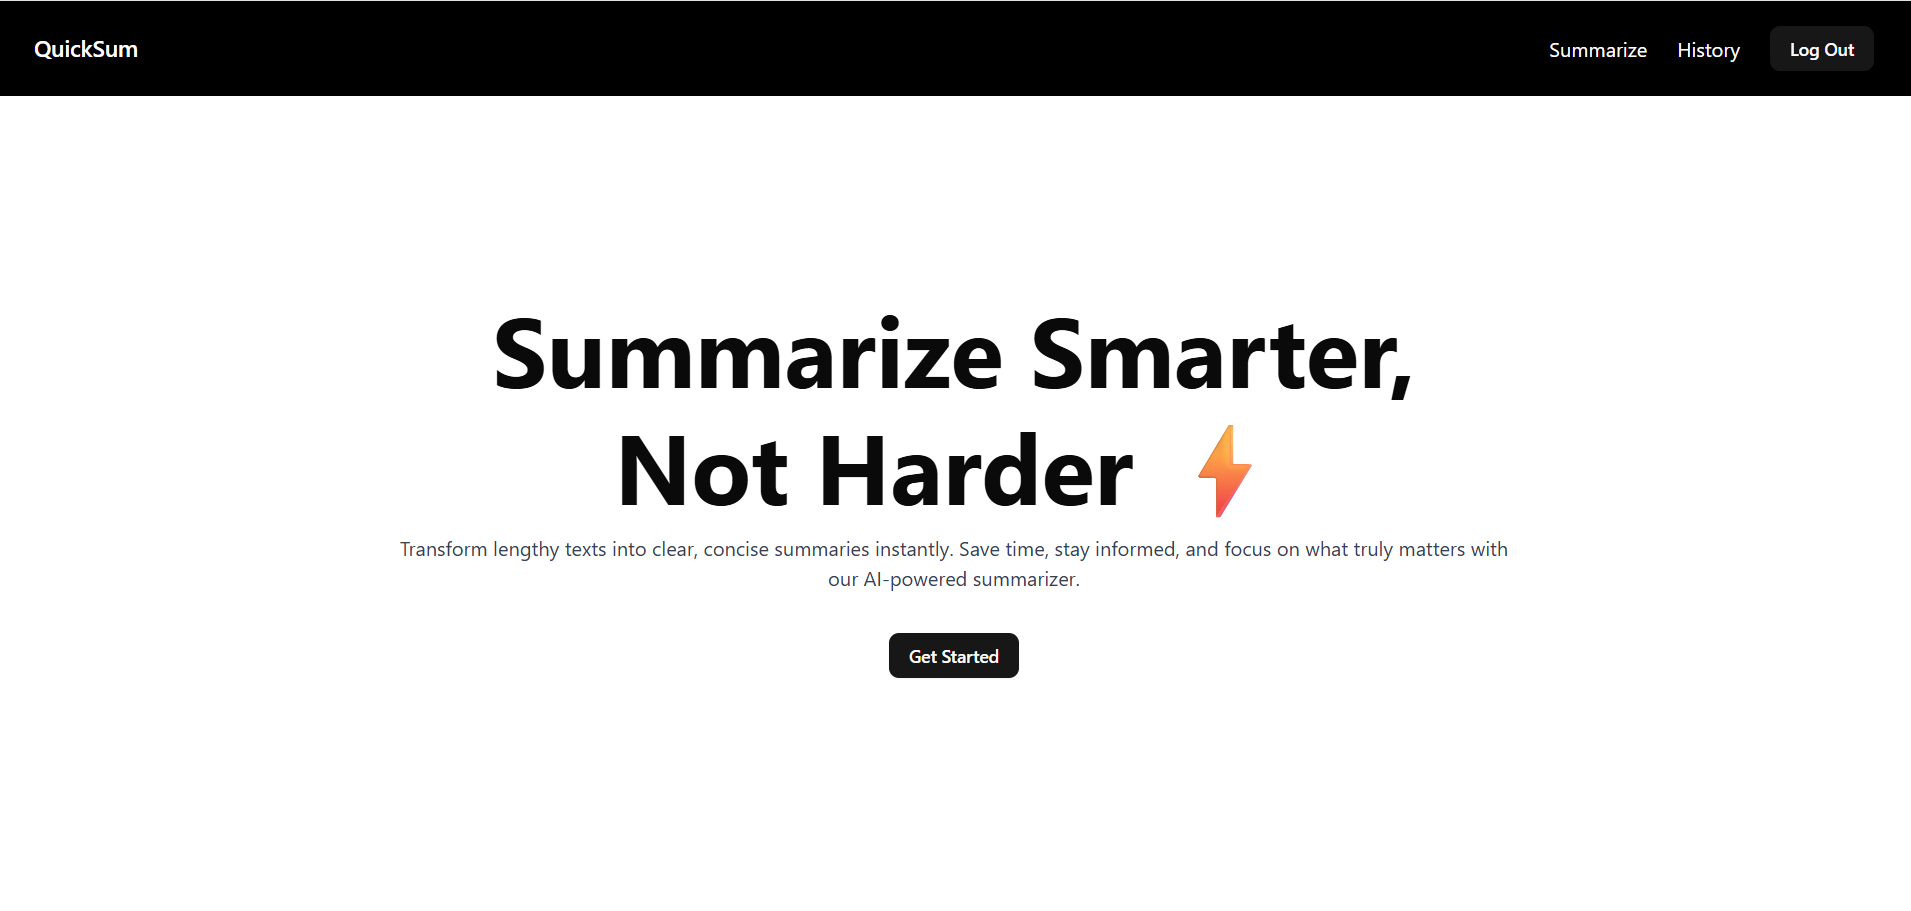 QuickSum
Summarize
History
Log Out
Summarize Smarter,
Not Harder ⚡
Transform lengthy texts into clear, concise summaries instantly. Save time, stay informed, and focus on what truly matters with
our AI-powered summarizer.
Get Started